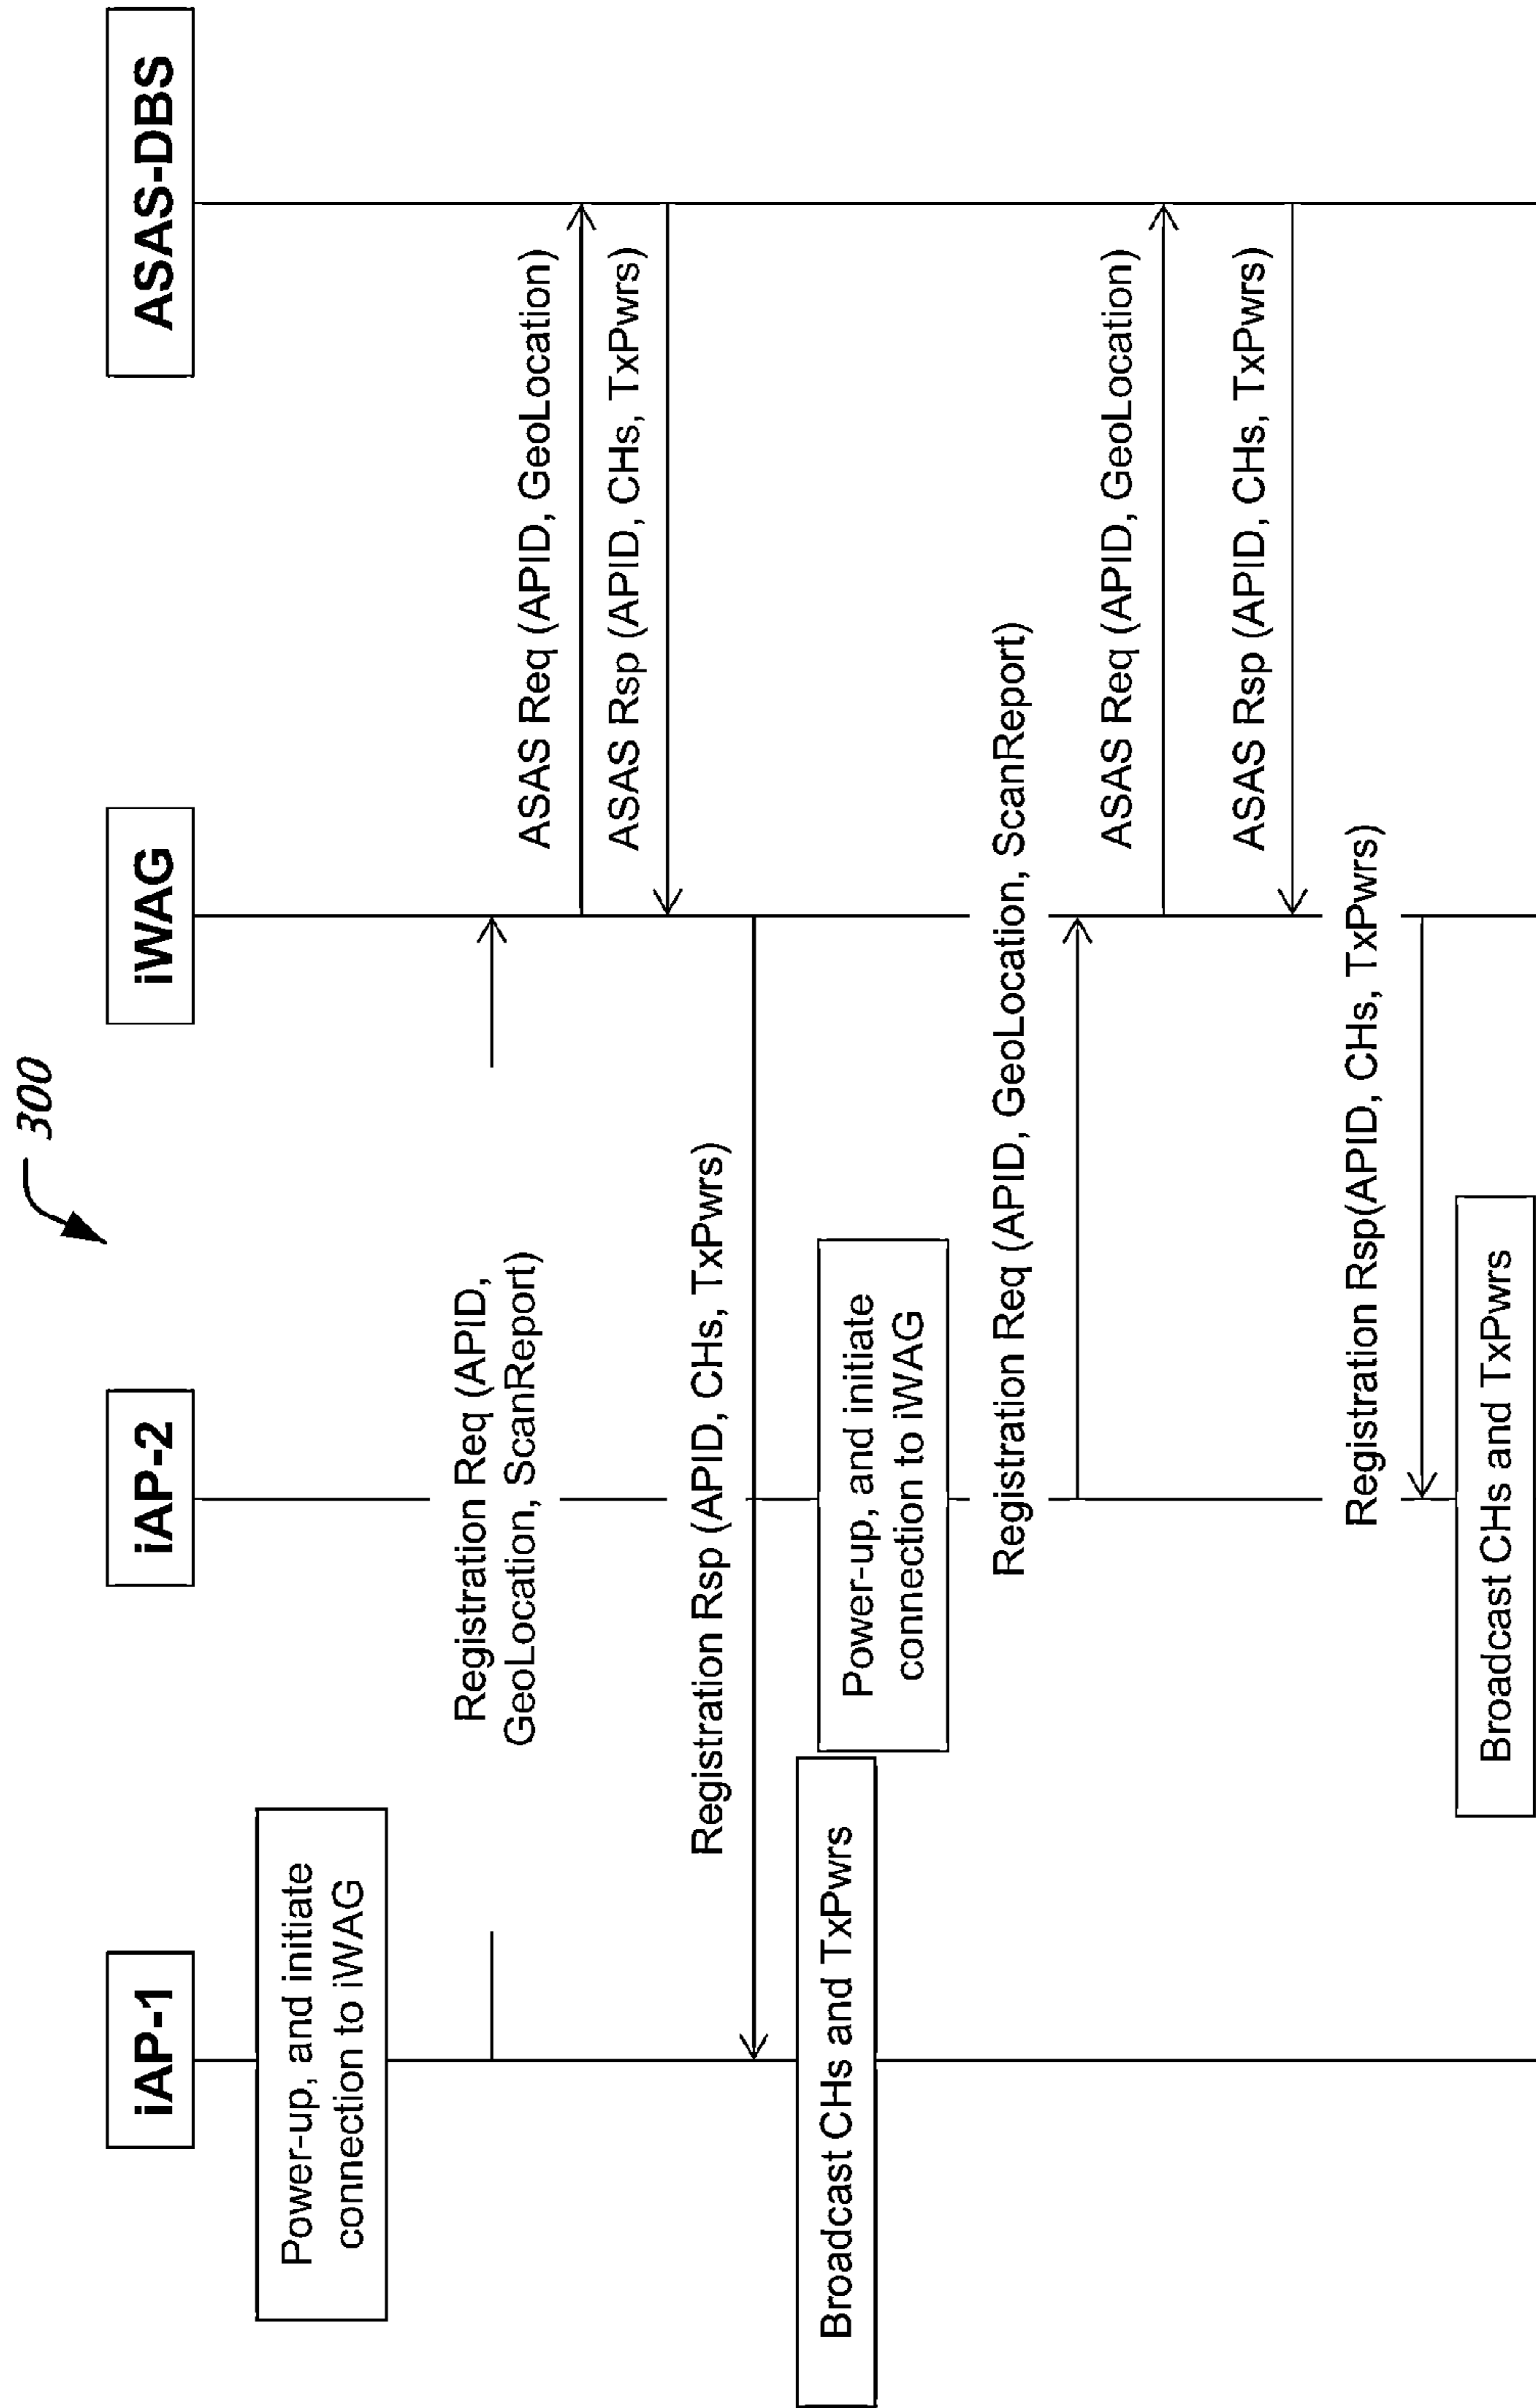 300
iAP-1
iAP-2
iWAG
ASAS-DBS
Power-up, and initiate
connection to iWAG
Registration Req (APID,
GeoLocation, ScanReport)
ASAS Req (APID, GeoLocation)
ASAS Rsp (APID, CHs, TxPwrs)
Registration Rsp (APID, CHs, TxPwrs)
Broadcast CHs and TxPwrs
Power-up, and initiate
connection to iWAG
Registration Req (APID, GeoLocation, ScanReport)
ASAS Req (APID, GeoLocation)
ASAS Rsp (APID, CHs, TxPwrs)
Registration Rsp(APID, CHs, TxPwrs)
Broadcast CHs and TxPwrs